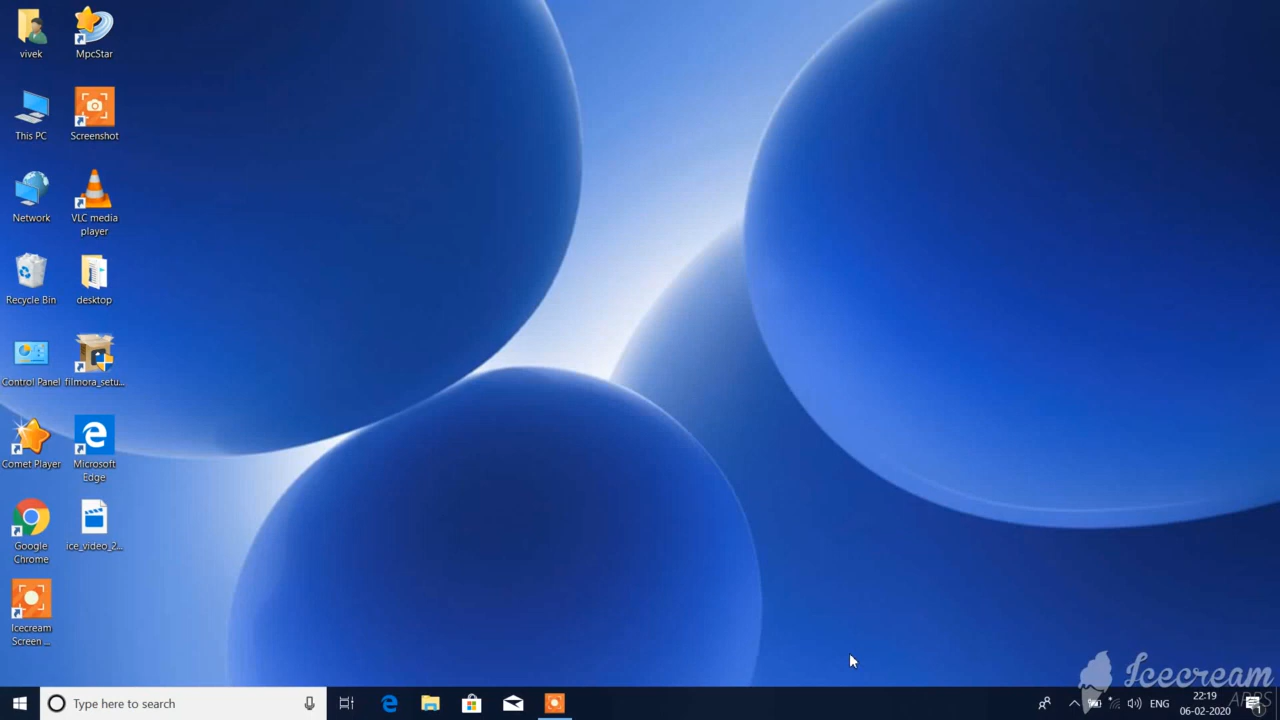 vivek
MpcStar
This PC
Screenshot
Network
VLC media
player
Recycle Bin
desktop
Control Panel
filmora_setu...
Comet Player
Microsoft
Edge
Google
Chrome
ice_video_2...
Icecream
Screen ...
Icecream
APPS
Type here to search
ENG
22:19
06-02-2020
1